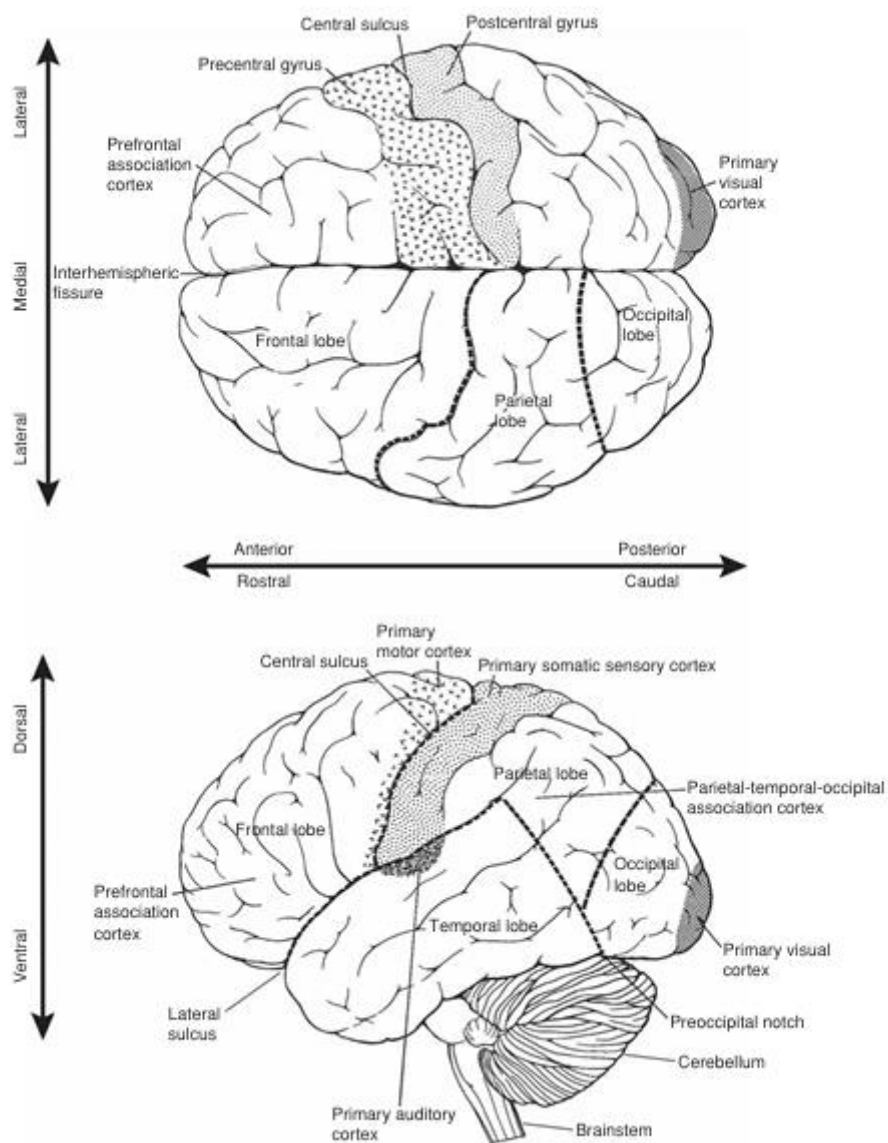 Central sulcus
Postcentral gyrus
Precentral gyrus
Lateral
Prefrontal
association
cortex
Primary
visual
cortex
Medial
Interhemispheric
fissure
Frontal lobe
Occipital
lobe
Parietal
lobe
Lateral
Anterior
Posterior
Rostral
Caudal
Primary
motor cortex
Central sulcus
Primary somatic sensory cortex
Dorsal
Parietal lobe
Parietal-temporal-occipital
association cortex
Frontal lobe
Occipital
lobe
Prefrontal
association
cortex
Temporal lobe
Ventral
Primary visual
cortex
Lateral
sulcus
Preoccipital notch
Cerebellum
Primary auditory
cortex
Brainstem